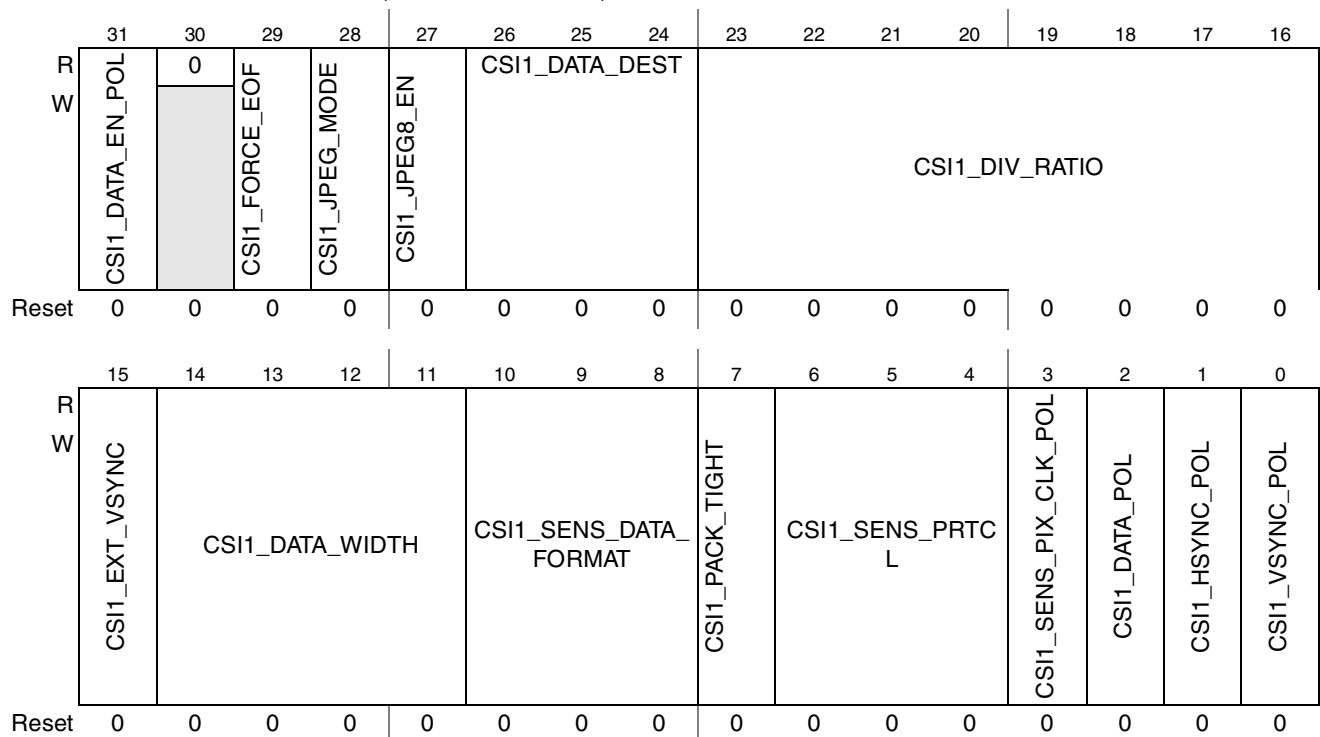 31 30 29 28 27 26 25 24 23 22 21 20 19 18 17 16
R
W
CSI1_DATA_EN_POL
0
CSI1_FORCE_EOF
CSI1_JPEG_MODE
CSI1_JPEG8_EN
CSI1_DATA_DEST
CSI1_DIV_RATIO
Reset 0 0 0 0 0 0 0 0 0 0 0 0 0 0 0 0
15 14 13 12 11 10 9 8 7 6 5 4 3 2 1 0
R
W
CSI1_EXT_VSYNC
CSI1_DATA_WIDTH
CSI1_SENS_DATA_
FORMAT
CSI1_PACK_TIGHT
CSI1_SENS_PRTC
L
CSI1_SENS_PIX_CLK_POL
CSI1_DATA_POL
CSI1_HSYNC_POL
CSI1_VSYNC_POL
Reset 0 0 0 0 0 0 0 0 0 0 0 0 0 0 0 0